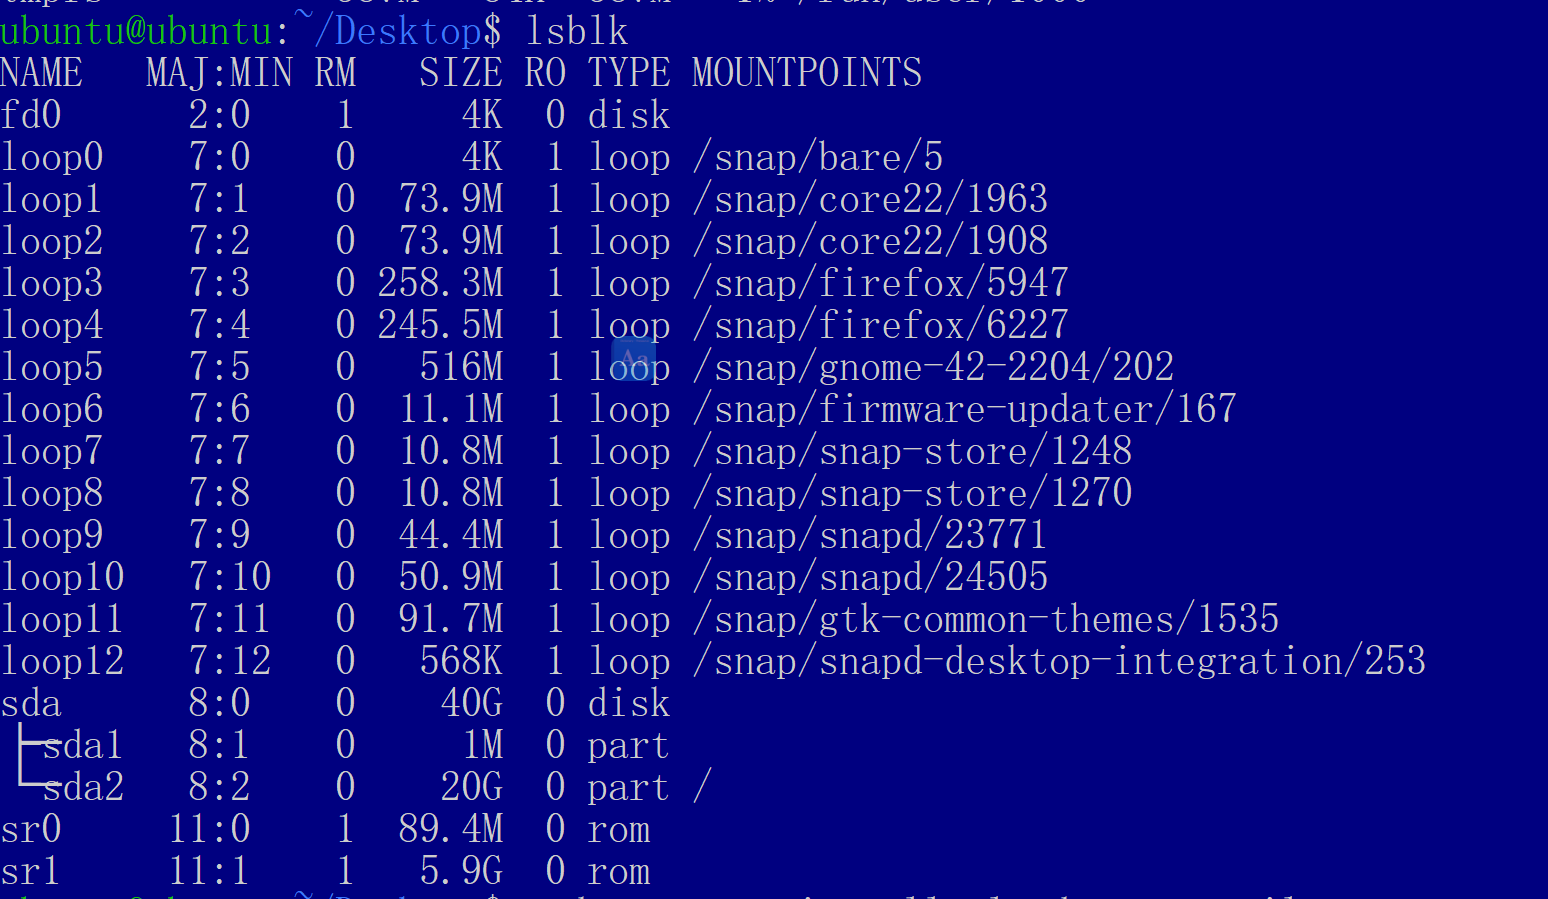 ubuntu@ubuntu:~/Desktop$ lsblk
NAME   MAJ:MIN RM   SIZE RO TYPE MOUNTPOINTS
fd0      2:0    1     4K  0 disk
loop0    7:0    0     4K  1 loop /snap/bare/5
loop1    7:1    0  73.9M  1 loop /snap/core22/1963
loop2    7:2    0  73.9M  1 loop /snap/core22/1908
loop3    7:3    0 258.3M  1 loop /snap/firefox/5947
loop4    7:4    0 245.5M  1 loop /snap/firefox/6227
loop5    7:5    0   516M  1 loop /snap/gnome-42-2204/202
loop6    7:6    0  11.1M  1 loop /snap/firmware-updater/167
loop7    7:7    0  10.8M  1 loop /snap/snap-store/1248
loop8    7:8    0  10.8M  1 loop /snap/snap-store/1270
loop9    7:9    0  44.4M  1 loop /snap/snapd/23771
loop10   7:10   0  50.9M  1 loop /snap/snapd/24505
loop11   7:11   0  91.7M  1 loop /snap/gtk-common-themes/1535
loop12   7:12   0   568K  1 loop /snap/snapd-desktop-integration/253
sda      8:0    0    40G  0 disk
├─sda1   8:1    0     1M  0 part
└─sda2   8:2    0    20G  0 part /
sr0     11:0    1  89.4M  0 rom
sr1     11:1    1   5.9G  0 rom